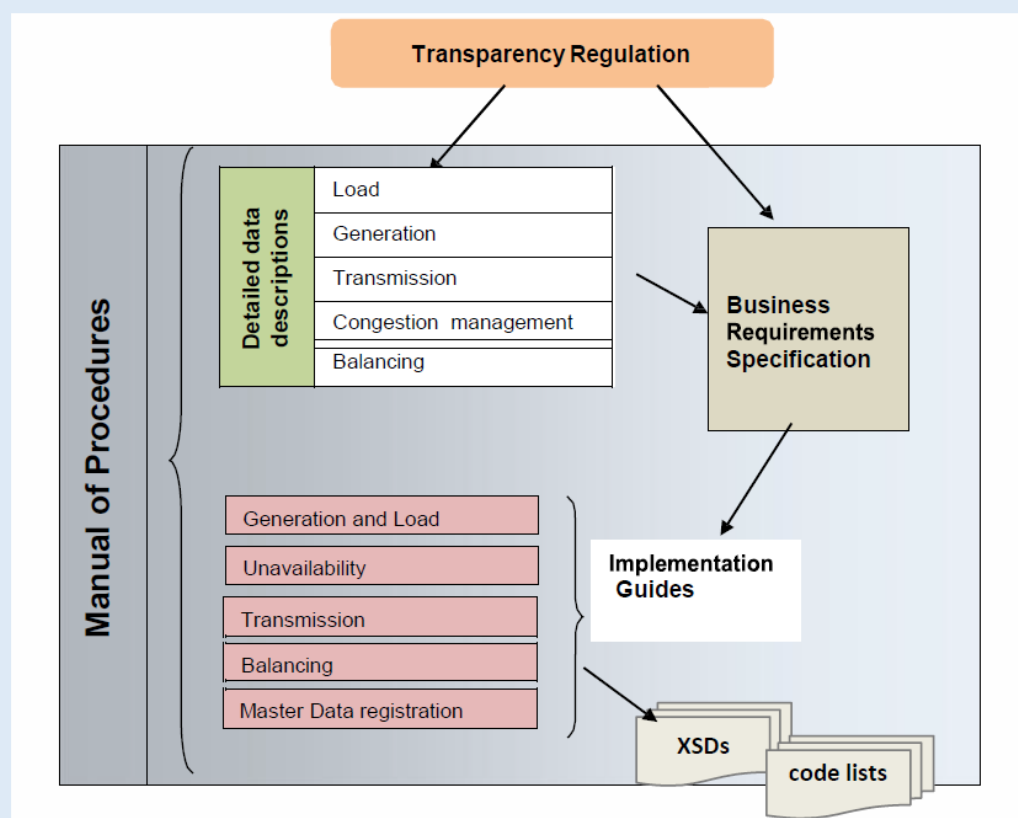 Transparency Regulation
Manual of Procedures
Detailed data
descriptions
Load
Generation
Transmission
Congestion management
Balancing
Business
Requirements
Specification
Generation and Load
Unavailability
Transmission
Balancing
Master Data registration
Implementation
Guides
XSDs
code lists